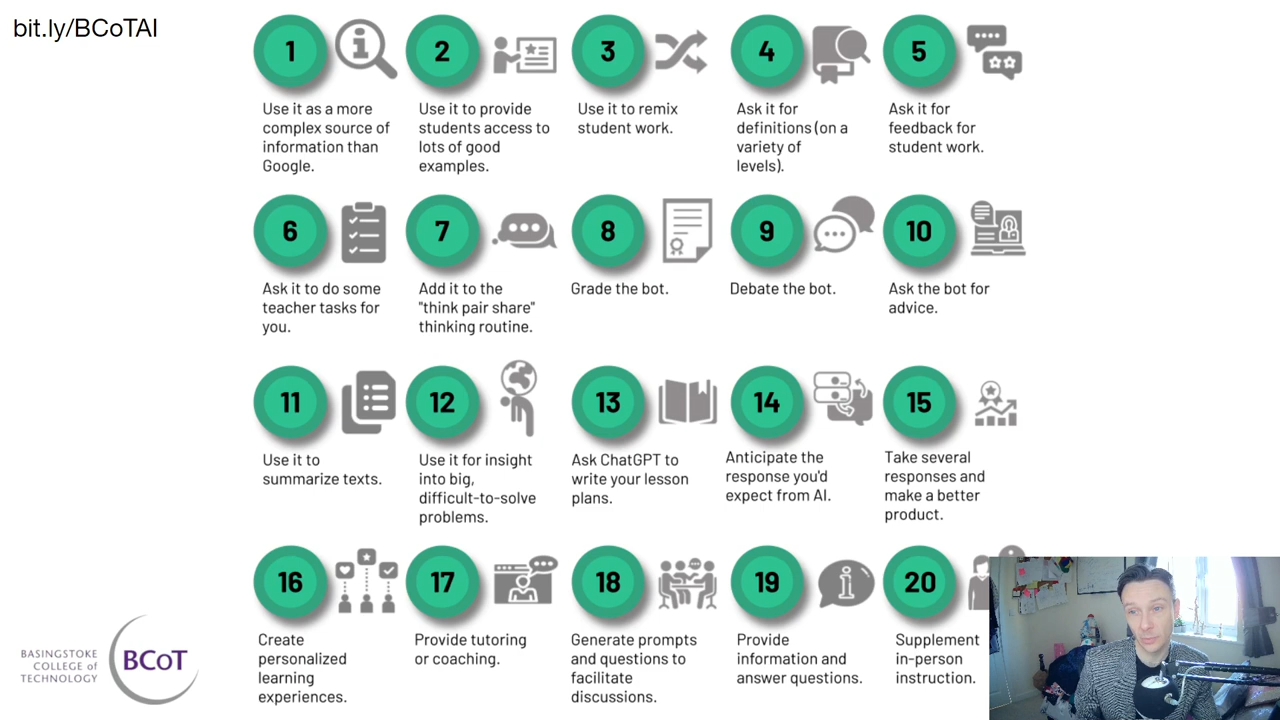 bit.ly/BCoTAI
1
2
3
4
5
Use it as a more
complex source of
information than
Google.
Use it to provide
students access to
lots of good
examples.
Use it to remix
student work.
Ask it for
definitions (on a
variety of
levels).
Ask it for
feedback for
student work.
6
7
8
9
10
Ask it to do some
teacher tasks for
you.
Add it to the
"think pair share"
thinking routine.
Grade the bot.
Debate the bot.
Ask the bot for
advice.
11
12
13
14
15
Use it to
summarize texts.
Use it for insight
into big,
difficult-to-solve
problems.
Ask ChatGPT to
write your lesson
plans.
Anticipate the
response you'd
expect from AI.
Take several
responses and
make a better
product.
16
17
18
19
20
Create
personalized
learning
experiences.
Provide tutoring
or coaching.
Generate prompts
and questions to
facilitate
discussions.
Provide
information and
answer questions.
Supplement
in-person
instruction.
BASINGSTOKE
COLLEGE of
TECHNOLOGY
BCoT